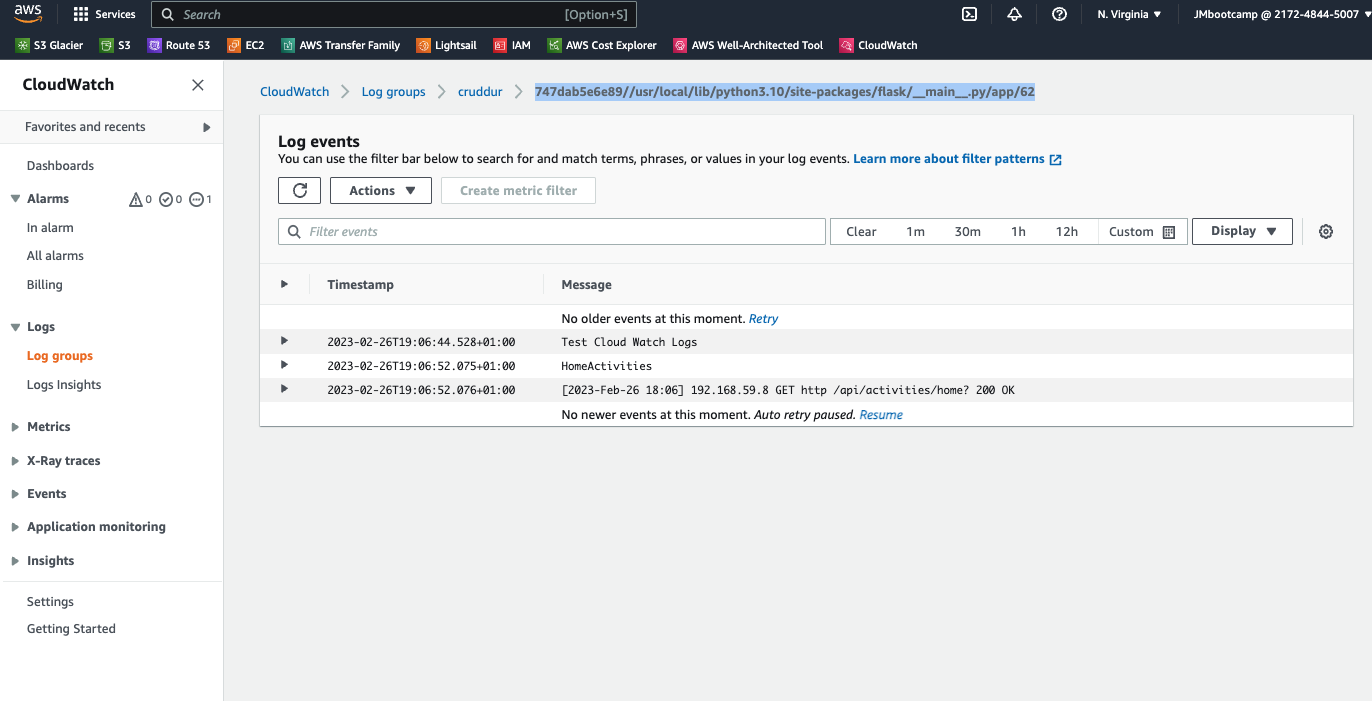 aws Services Search [Option+S] N. Virginia ▼ JMbootcamp @ 2172-4844-5007 ▼
S3 Glacier S3 Route 53 EC2 AWS Transfer Family Lightsail IAM AWS Cost Explorer AWS Well-Architected Tool CloudWatch
CloudWatch
CloudWatch Log groups cruddur 747dab5e6e89//usr/local/lib/python3.10/site-packages/flask/__main__.py/app/62
Favorites and recents
Dashboards
Alarms 0 0 1
In alarm
All alarms
Billing
Logs
Log groups
Logs Insights
Metrics
X-Ray traces
Events
Application monitoring
Insights
Settings
Getting Started
Log events
You can use the filter bar below to search for and match terms, phrases, or values in your log events. Learn more about filter patterns
Actions ▼ Create metric filter
Filter events Clear 1m 30m 1h 12h Custom Display ▼
Timestamp Message
No older events at this moment. Retry
2023-02-26T19:06:44.528+01:00 Test Cloud Watch Logs
2023-02-26T19:06:52.075+01:00 HomeActivities
2023-02-26T19:06:52.076+01:00 [2023-Feb-26 18:06] 192.168.59.8 GET http /api/activities/home? 200 OK
No newer events at this moment. Auto retry paused. Resume